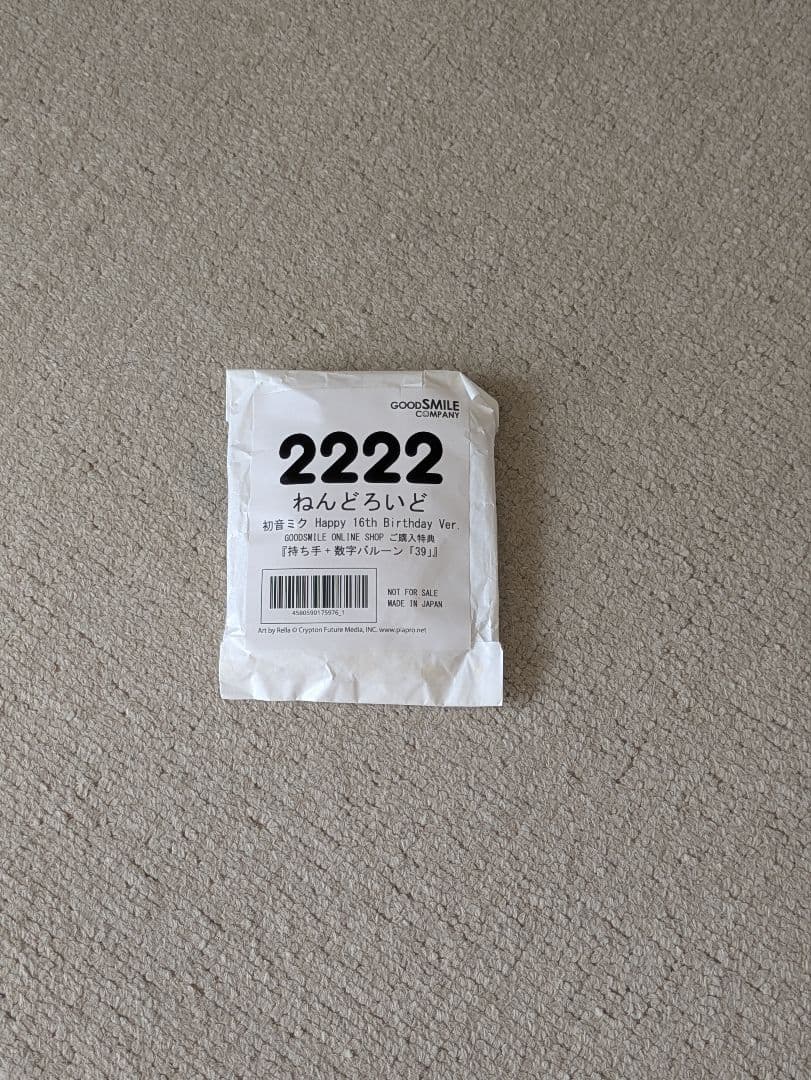 GOODSMILE
COMPANY
2222
ねんどろいど
初音ミク Happy 16th Birthday Ver.
GOODSMILE ONLINE SHOP ご購入特典
『持ち手+数字バルーン「39」』
4580590175976_1
NOT FOR SALE
MADE IN JAPAN
Art by Rella © Crypton Future Media, INC. www.piapro.net